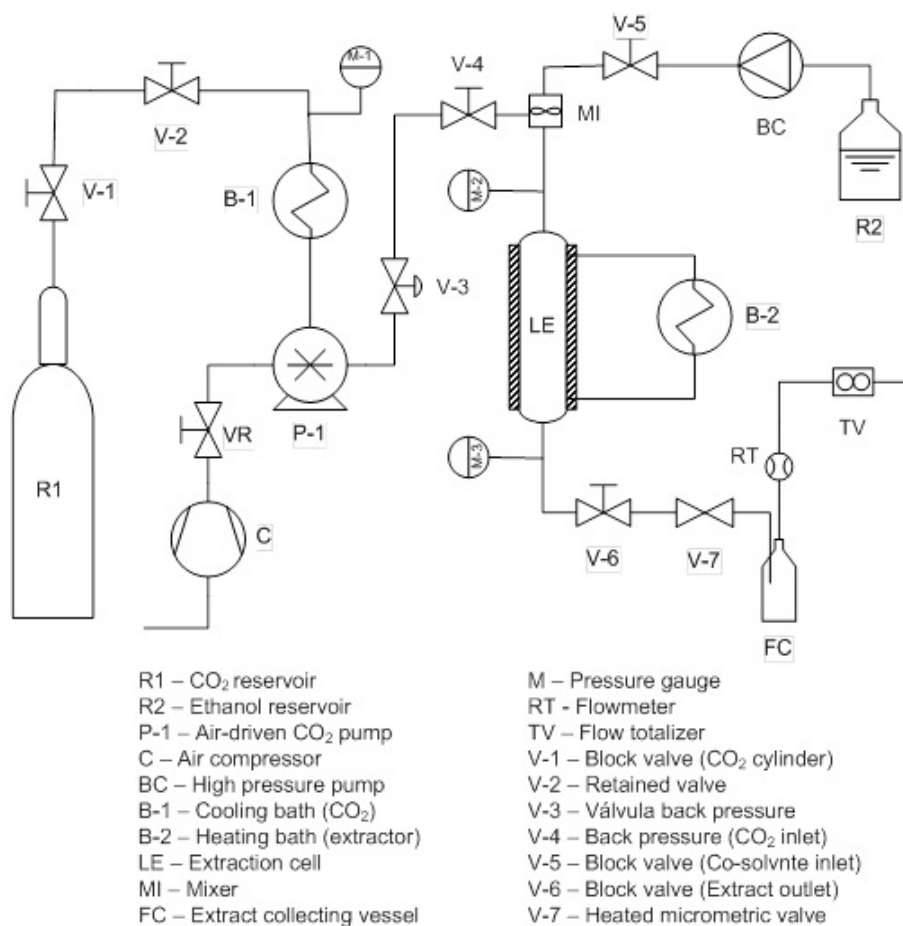 V-5
M-1
V-4
V-2
MI
BC
V-1
B-1
M-2
R2
V-3
LE
B-2
VR
P-1
TV
M-3
RT
R1
C
V-6
V-7
FC
R1 – CO₂ reservoir
R2 – Ethanol reservoir
P-1 – Air-driven CO₂ pump
C – Air compressor
BC – High pressure pump
B-1 – Cooling bath (CO₂)
B-2 – Heating bath (extractor)
LE – Extraction cell
MI – Mixer
FC – Extract collecting vessel
M – Pressure gauge
RT - Flowmeter
TV – Flow totalizer
V-1 – Block valve (CO₂ cylinder)
V-2 – Retained valve
V-3 – Válvula back pressure
V-4 – Back pressure (CO₂ inlet)
V-5 – Block valve (Co-solvnte inlet)
V-6 – Block valve (Extract outlet)
V-7 – Heated micrometric valve